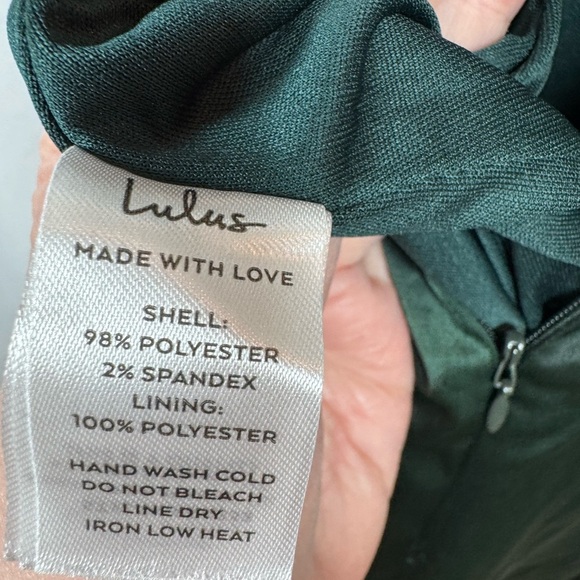 Lulus
MADE WITH LOVE
SHELL:
98% POLYESTER
2% SPANDEX
LINING:
100% POLYESTER
HAND WASH COLD
DO NOT BLEACH
LINE DRY
IRON LOW HEAT